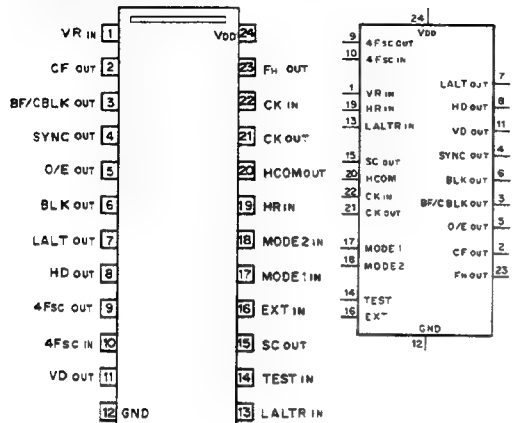 VR IN 1
CF OUT 2
BF/CBLK OUT 3
SYNC OUT 4
O/E OUT 5
BLK OUT 6
LALT OUT 7
HD OUT 8
4FSC OUT 9
4FSC IN 10
VD OUT 11
12 GND
VDD 24
23 FH OUT
22 CK IN
21 CK OUT
20 HCOM OUT
19 HR IN
18 MODE2 IN
17 MODE1 IN
16 EXT IN
15 SC OUT
14 TEST IN
13 LALTR IN
24
VDD
9 4FSC OUT
10 4FSC IN
1 VR IN
19 HR IN
13 LALTR IN
15 SC OUT
20 HCOM
22 CK IN
21 CK OUT
17 MODE 1
18 MODE2
14 TEST
16 EXT
LALT OUT 7
HD OUT 8
VD OUT 11
SYNC OUT 4
BLK OUT 6
BF/CBLK OUT 3
O/E OUT 5
CF OUT 2
FH OUT 23
GND
12